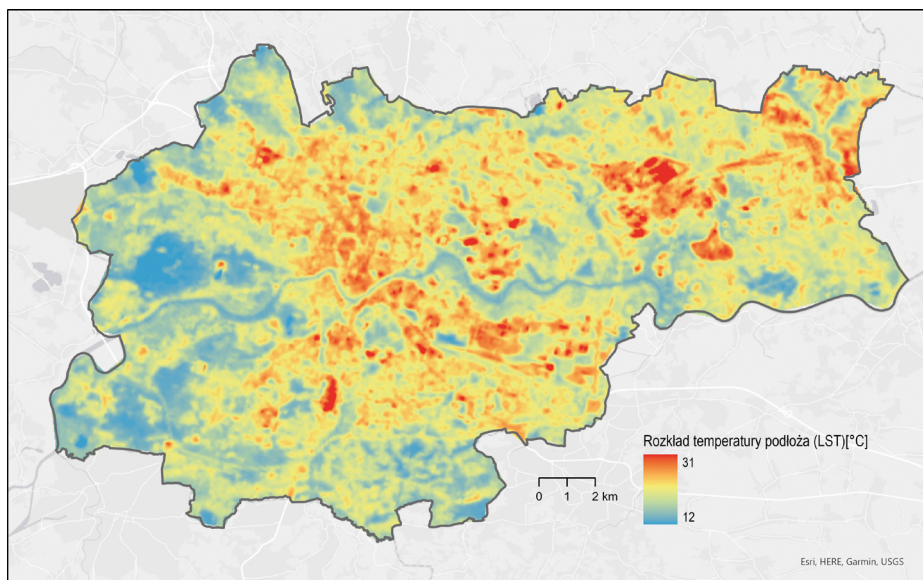 Rozkład temperatury podłoża (LST)[°C]
31
12
0 1 2 km
Esri, HERE, Garmin, USGS